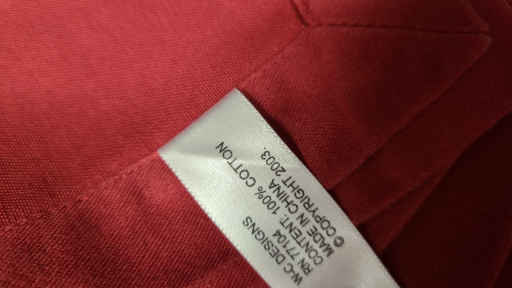 W-C DESIGNS
RN 77104
CONTENT: 100% COTTON
MADE IN CHINA
© COPYRIGHT 2003.